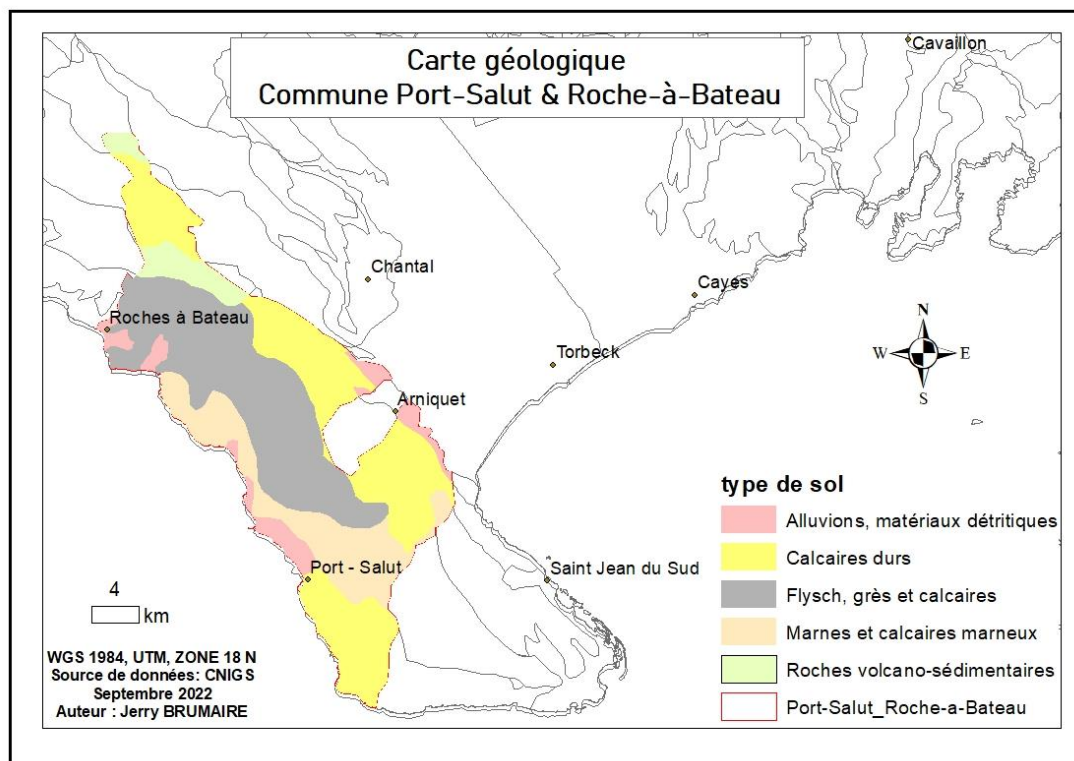 Carte géologique
Commune Port-Salut & Roche-à-Bateau
Cavaillon
Chantal
Cayes
Roches à Bateau
Torbeck
Arniquet
Port - Salut
Saint Jean du Sud
N
W
E
S
type de sol
Alluvions, matériaux détritiques
Calcaires durs
Flysch, grès et calcaires
Marnes et calcaires marneux
Roches volcano-sédimentaires
Port-Salut_Roche-a-Bateau
4
km
WGS 1984, UTM, ZONE 18 N
Source de données: CNIGS
Septembre 2022
Auteur : Jerry BRUMAIRE